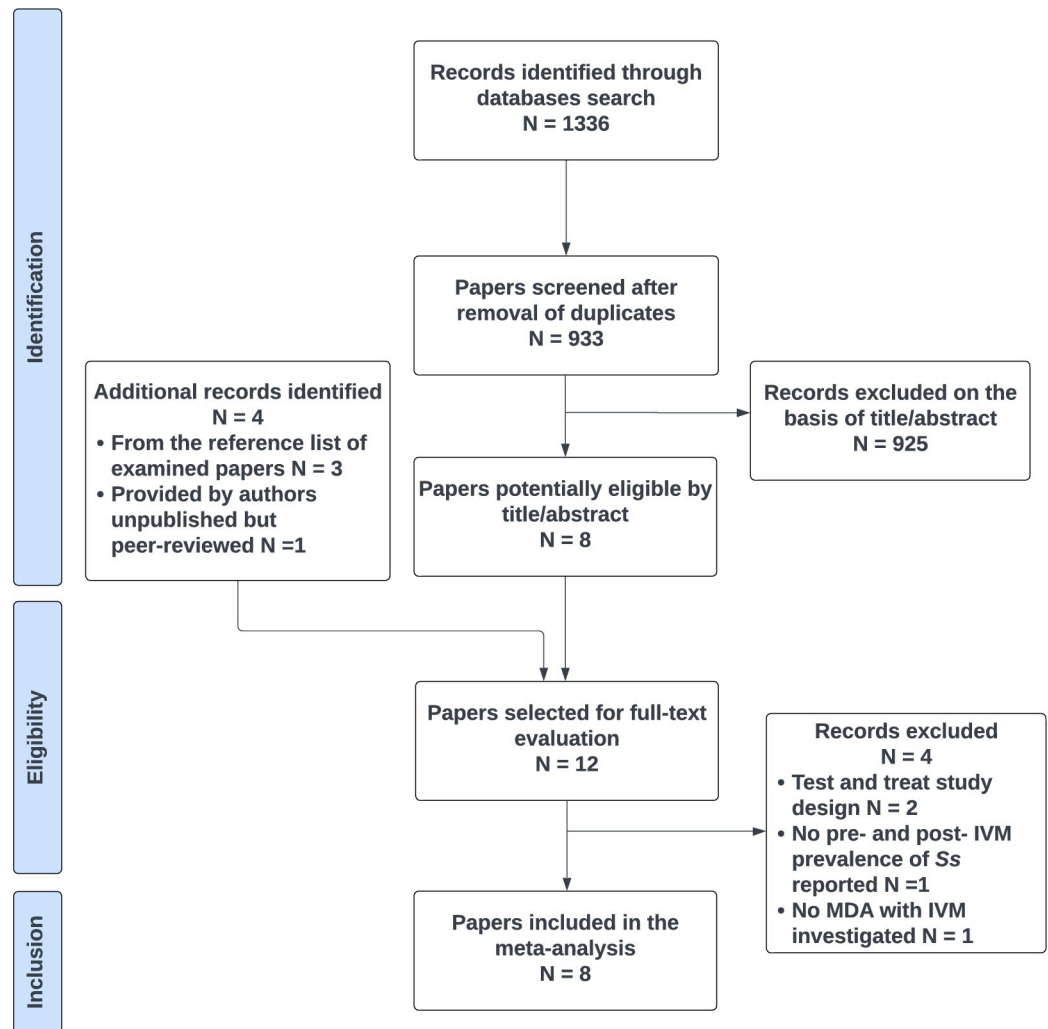 Identification
Records identified through
databases search
N = 1336
Papers screened after
removal of duplicates
N = 933
Additional records identified
N = 4
• From the reference list of
examined papers N = 3
• Provided by authors
unpublished but
peer-reviewed N =1
Records excluded on the
basis of title/abstract
N = 925
Papers potentially eligible by
title/abstract
N = 8
Eligibility
Papers selected for full-text
evaluation
N = 12
Records excluded
N = 4
• Test and treat study
design N = 2
• No pre- and post- IVM
prevalence of Ss
reported N =1
• No MDA with IVM
investigated N = 1
Inclusion
Papers included in the
meta-analysis
N = 8